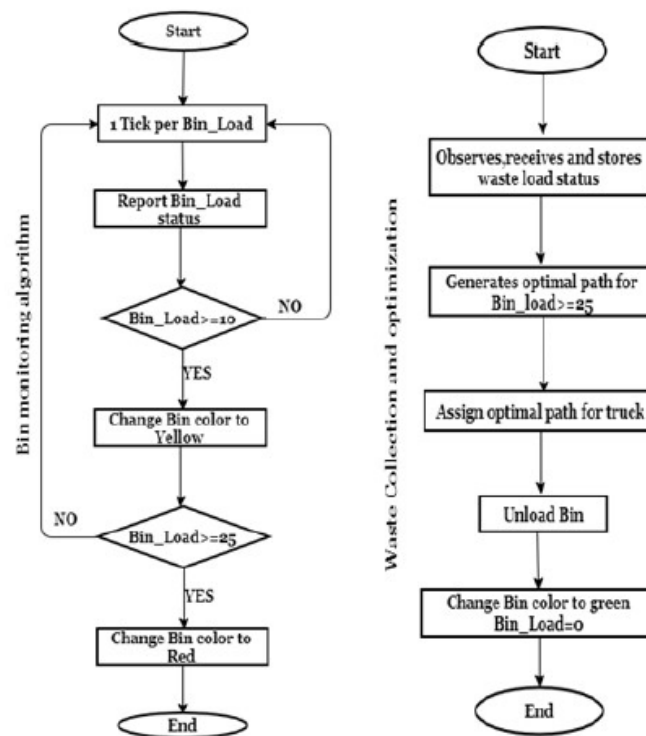 Start
1 Tick per Bin_Load
Report Bin_Load
status
Bin_Load>=10
NO
YES
Change Bin color to
Yellow
Bin_Load>=25
NO
YES
Change Bin color to
Red
End
Bin monitoring algorithm
Start
Observes,receives and stores
waste load status
Generates optimal path for
Bin_load>=25
Assign optimal path for truck
Unload Bin
Change Bin color to green
Bin_Load=0
End
Waste Collection and optimization